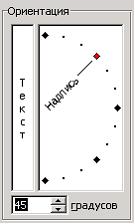 Ориентация
Текст
Надпись
45 градусов